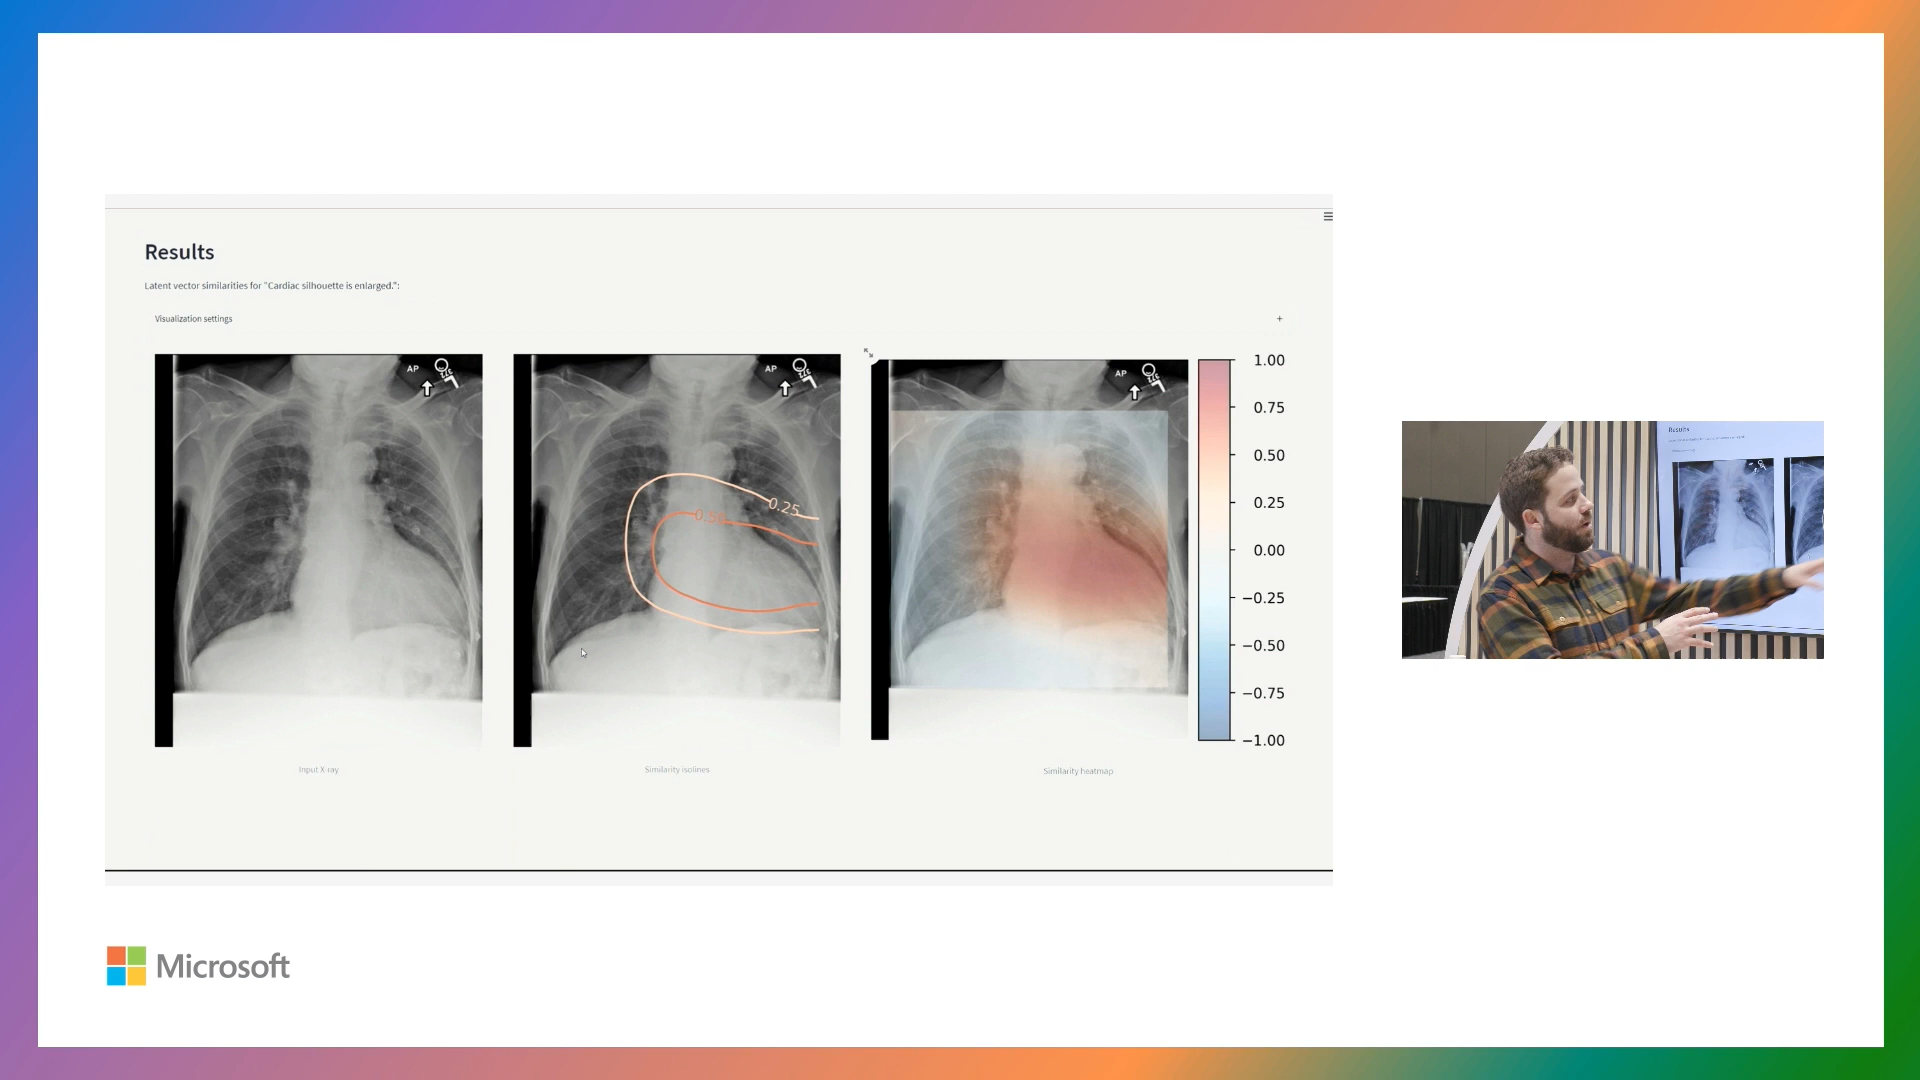 Results
Latent vector similarities for "Cardiac silhouette is enlarged.":
Visualization settings
+
AP
AP
0.25
0.50
AP
1.00
0.75
0.50
0.25
0.00
−0.25
−0.50
−0.75
−1.00
Input X-ray
Similarity isolines
Similarity heatmap
Results
Microsoft